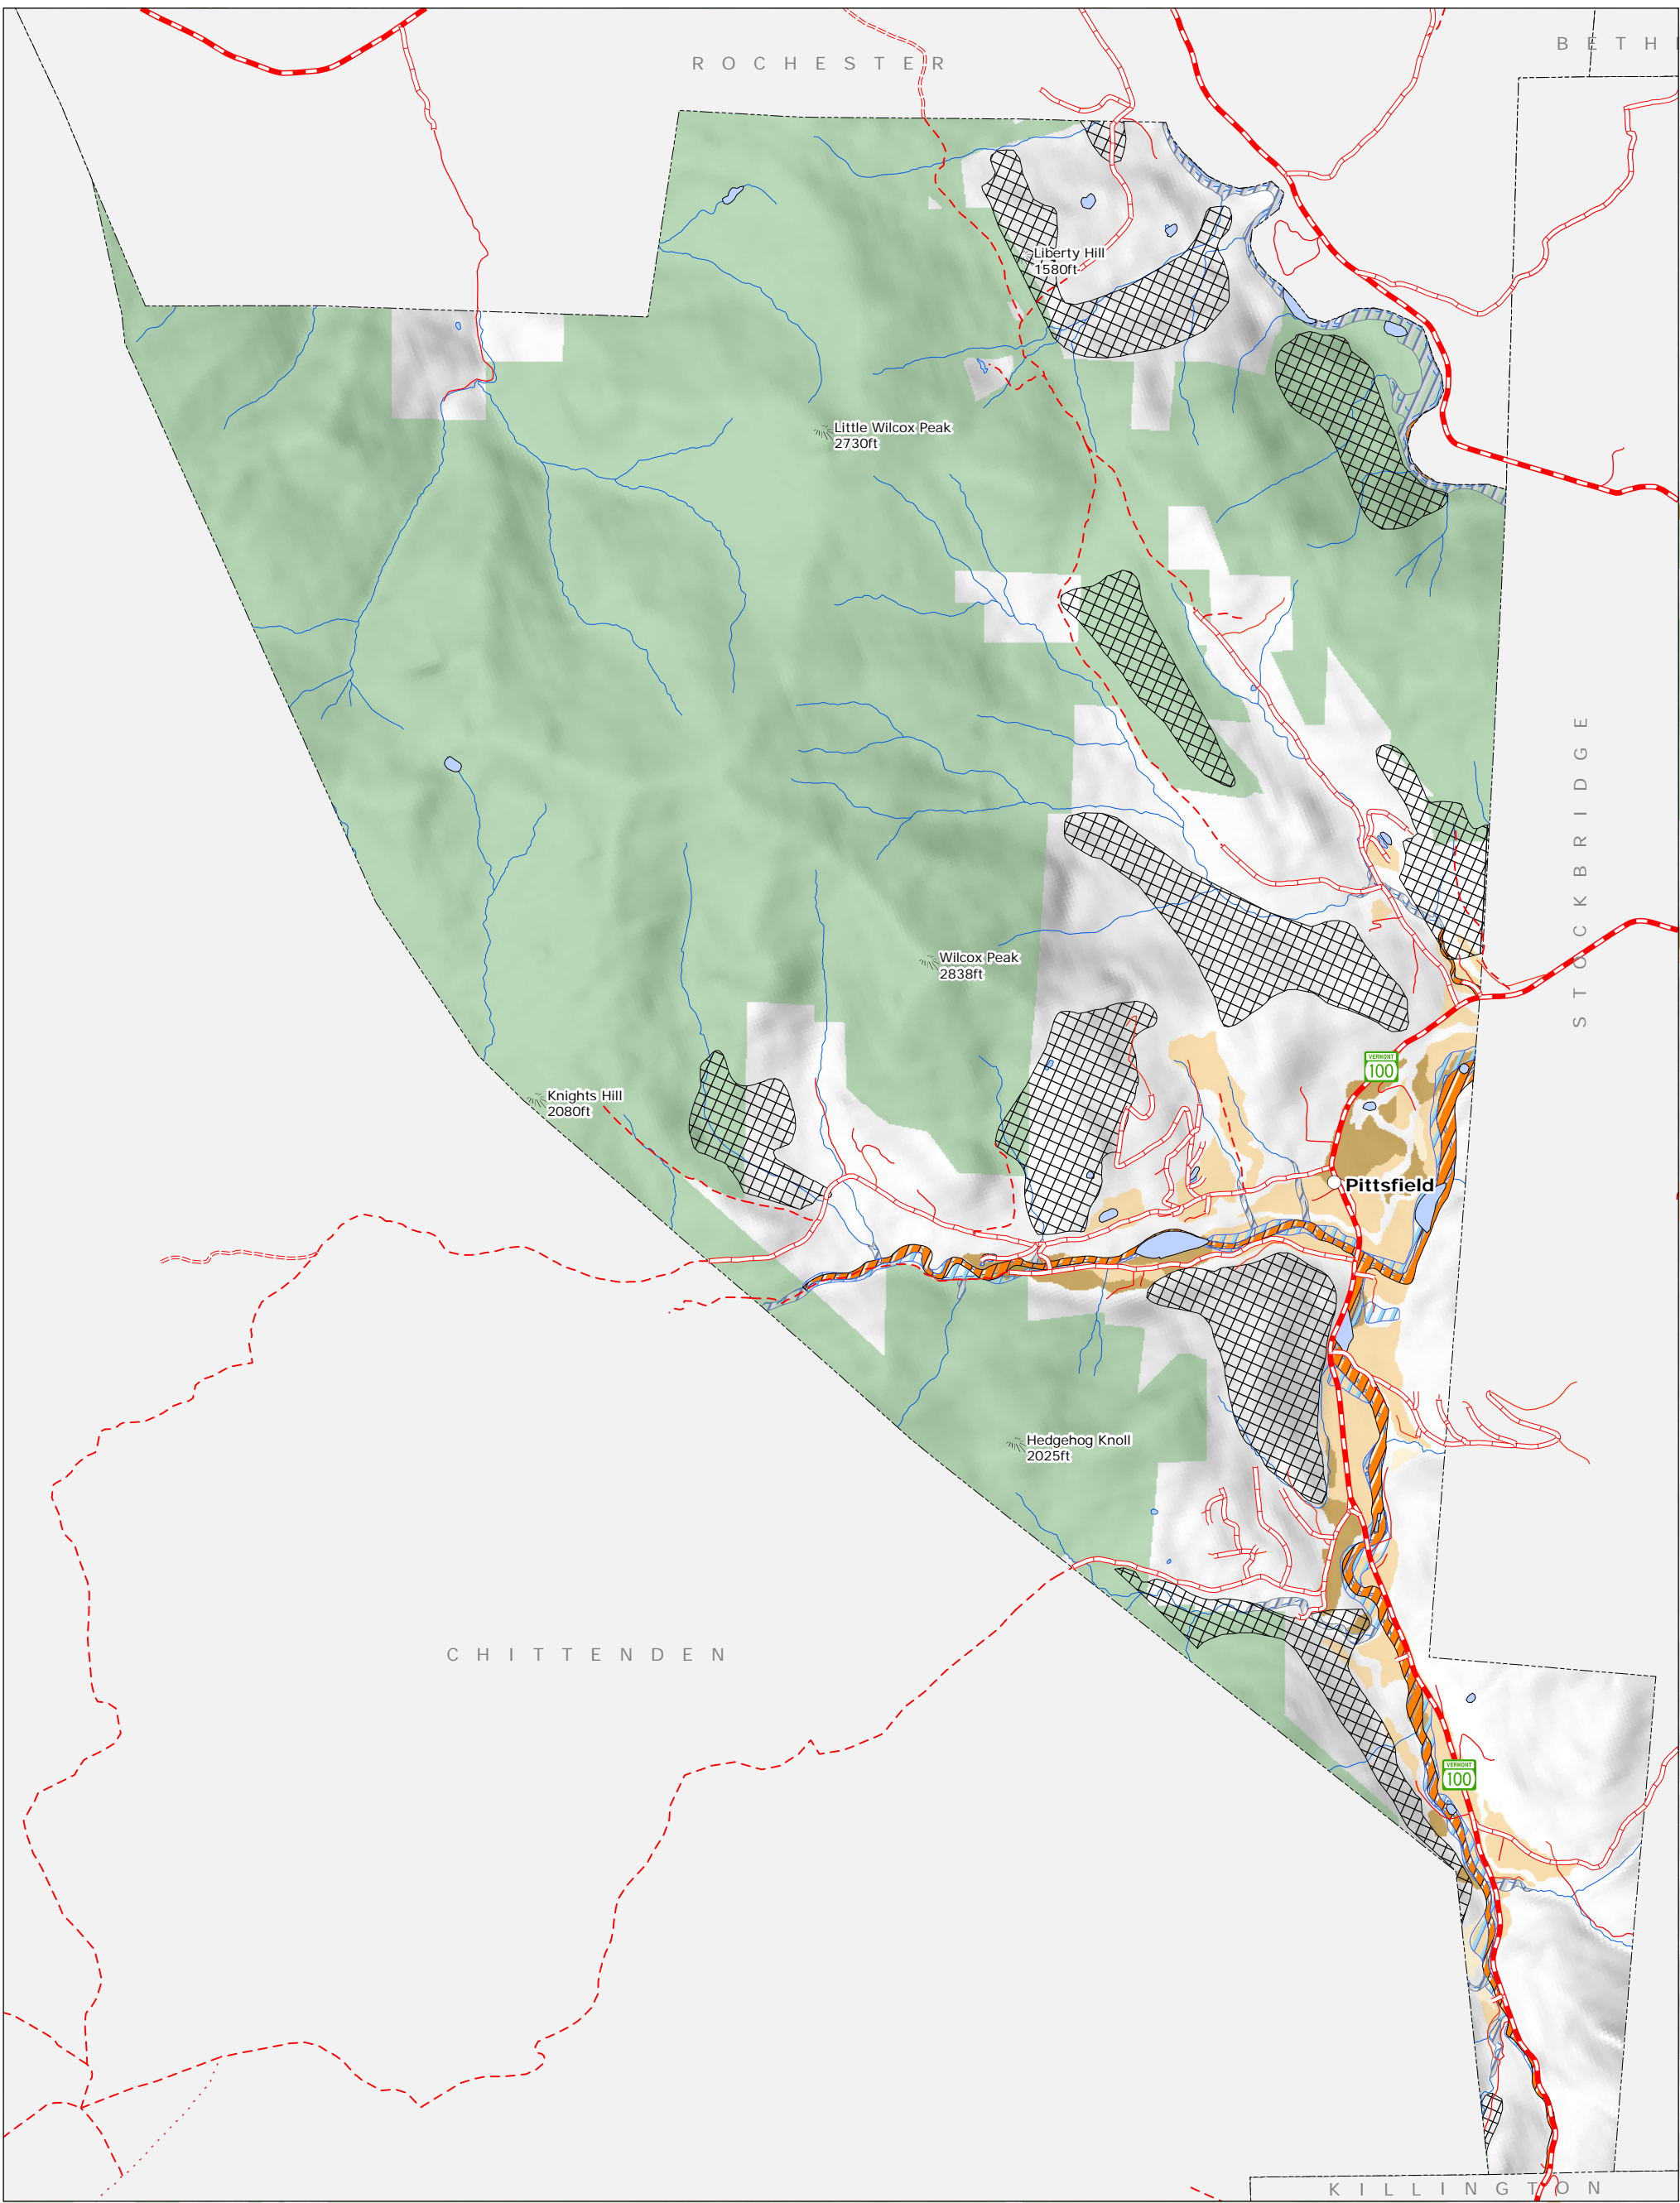 ROCHESTER
BETH
Liberty Hill
1580ft
Little Wilcox Peak
2730ft
STOCKBRIDGE
Wilcox Peak
2838ft
VERMONT
100
Knights Hill
2080ft
Pittsfield
Hedgehog Knoll
2025ft
CHITTENDEN
VERMONT
100
KILLINGTON